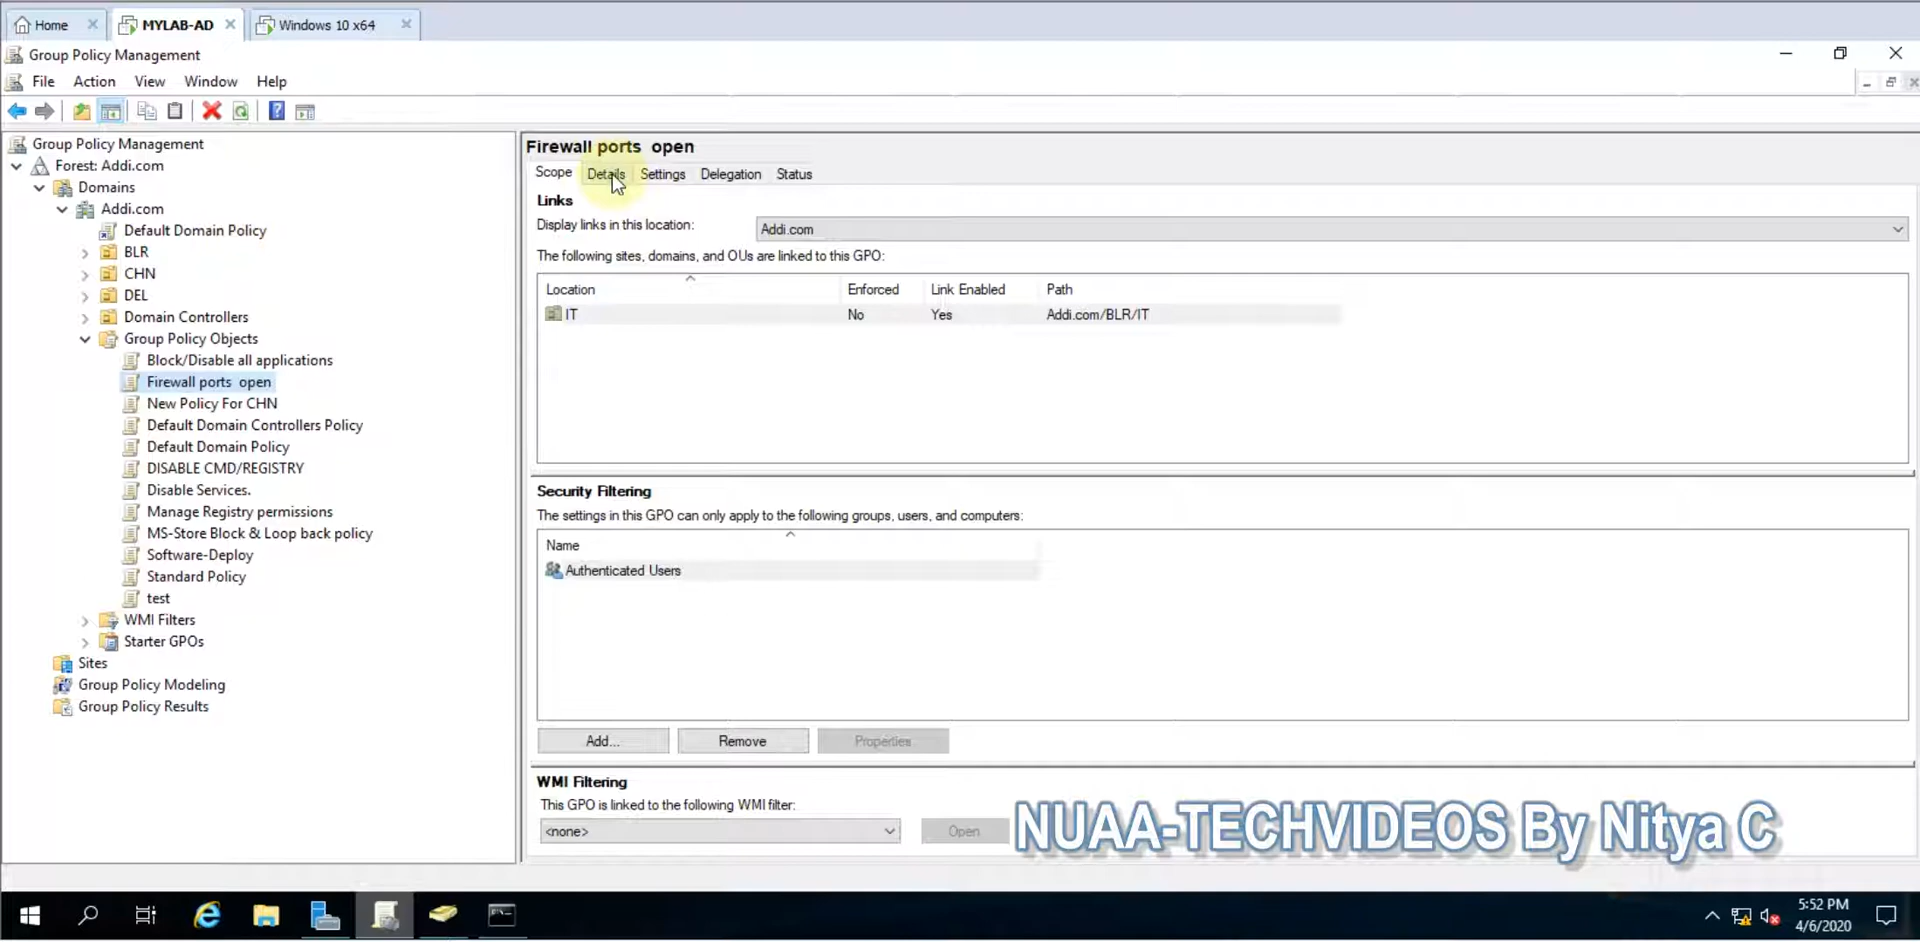 Home
MYLAB-AD
Windows 10 x64
Group Policy Management
File Action View Window Help
Group Policy Management
Forest: Addi.com
Domains
Addi.com
Default Domain Policy
BLR
CHN
DEL
Domain Controllers
Group Policy Objects
Block/Disable all applications
Firewall ports  open
New Policy For CHN
Default Domain Controllers Policy
Default Domain Policy
DISABLE CMD/REGISTRY
Disable Services.
Manage Registry permissions
MS-Store Block & Loop back policy
Software-Deploy
Standard Policy
test
WMI Filters
Starter GPOs
Sites
Group Policy Modeling
Group Policy Results
Firewall ports  open
Scope Details Settings Delegation Status
Links
Display links in this location: Addi.com
The following sites, domains, and OUs are linked to this GPO:
Location Enforced Link Enabled Path
IT No Yes Addi.com/BLR/IT
Security Filtering
The settings in this GPO can only apply to the following groups, users, and computers:
Name
Authenticated Users
Add... Remove Properties
WMI Filtering
This GPO is linked to the following WMI filter:
<none> Open
NUAA-TECHVIDEOS By Nitya C
5:52 PM
4/6/2020